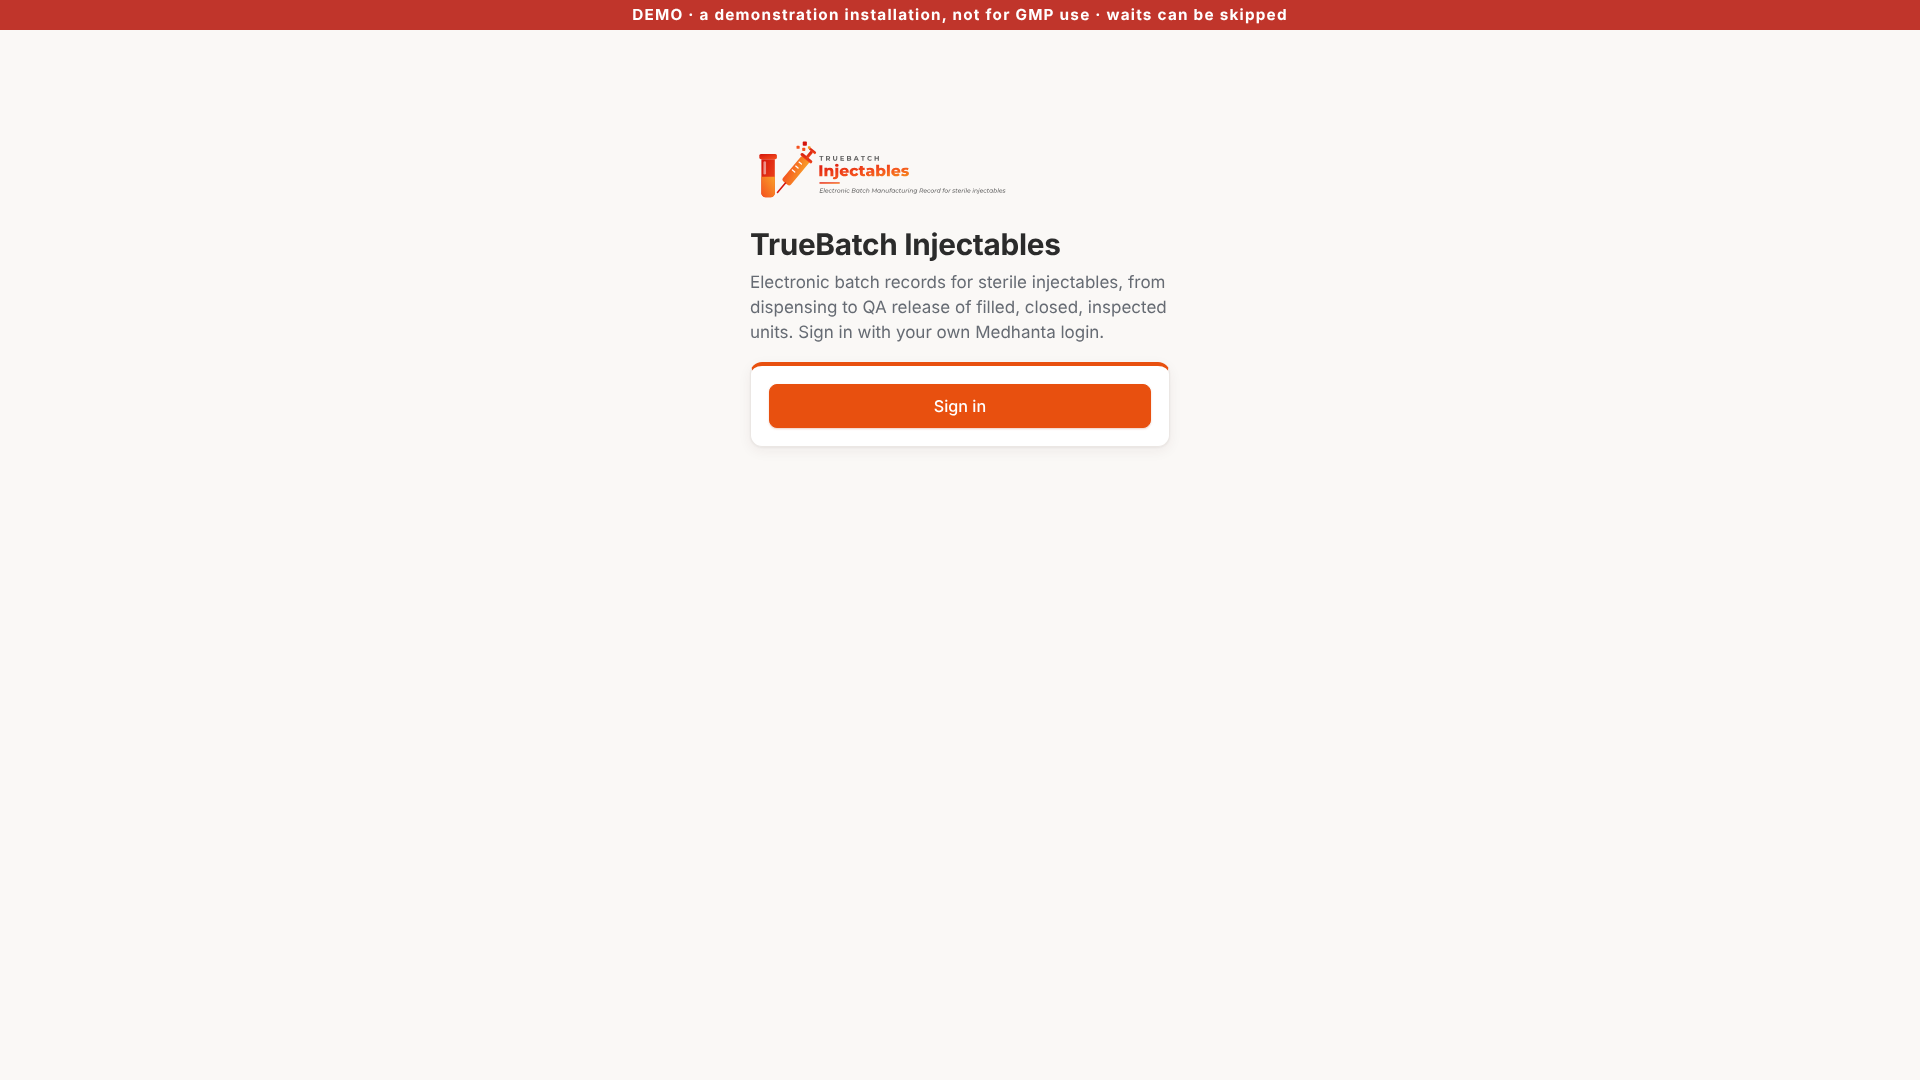 DEMO · a demonstration installation, not for GMP use · waits can be skipped
TRUEBATCH
Injectables
Electronic Batch Manufacturing Record for sterile injectables
TrueBatch Injectables
Electronic batch records for sterile injectables, from
dispensing to QA release of filled, closed, inspected
units. Sign in with your own Medhanta login.
Sign in